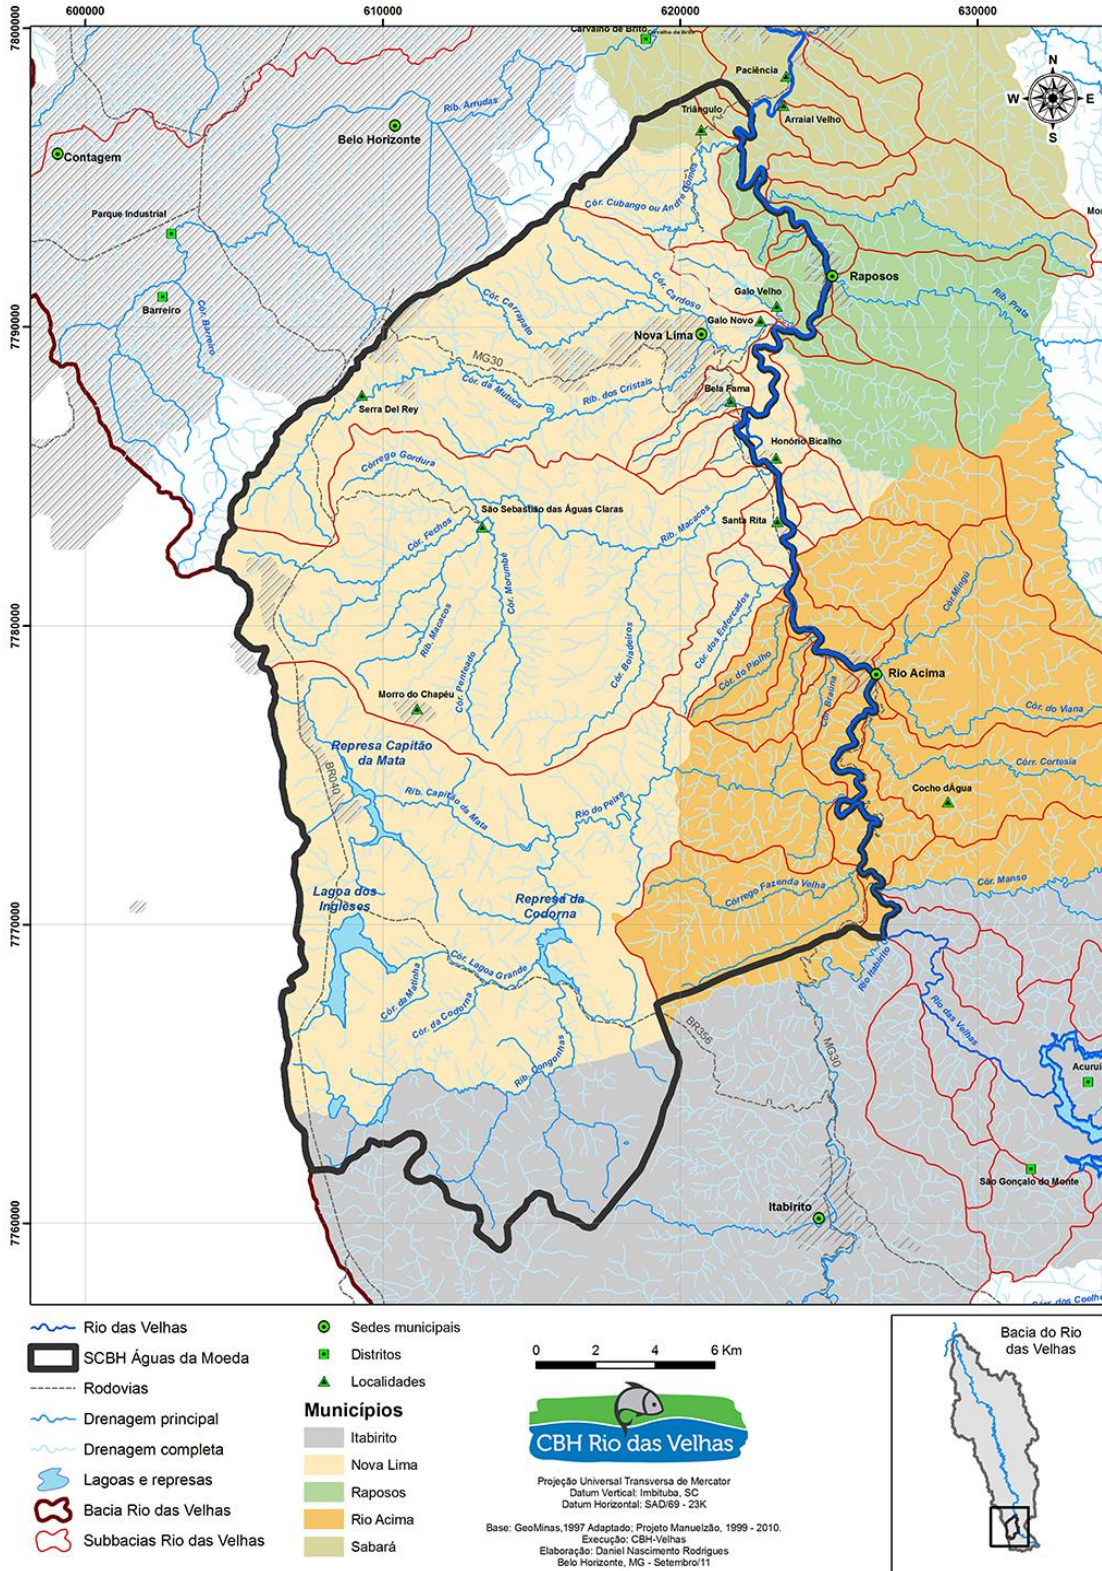 600000
610000
620000
630000
7800000
7790000
7780000
7770000
7760000
Carvalho de Brito
Carvalho de Brito
Paciência
N
W
E
S
Rib. Arrudas
Triângulo
Arraial Velho
Belo Horizonte
Contagem
Cór. Cubango ou André Gomes
Parque Industrial
Raposos
Cór. Cardoso
Galo Velho
Rib. Prata
Barreiro
Cór. Barreiro
Cór. Carrapato
Galo Novo
Nova Lima
MG30
Cór. da Mutuca
Rib. dos Cristais
Bela Fama
Serra Del Rey
Honório Bicalho
Córrego Gordura
São Sebastião das Águas Claras
Cór. Fechos
Rib. Macacos
Santa Rita
Cór. Morumbé
Cór. Mingú
Rib. Macacos
Cór. Boiadeiros
Cór. dos Enforcados
Cór. Penteado
Cór. do Piolho
Rio Acima
Morro do Chapéu
Cór. Braúna
Cór. do Viana
Represa Capitão
da Mata
BR040
Córr. Cortesia
Rib. Capitão da Mata
Rio do Peixe
Cocho dÁgua
Lagoa dos
Ingleses
Represa da
Codorna
Córrego Fazenda Velha
Cór. Manso
Cór. Lagoa Grande
Rio Itabirito
Cór. da Matinha
Cór. da Codorna
Rio das Velhas
BR356
MG30
Rib. Congonhas
Acurui
São Gonçalo do Monte
Itabirito
Córr. dos Coelho
Rio das Velhas
SCBH Águas da Moeda
Rodovias
Drenagem principal
Drenagem completa
Lagoas e represas
Bacia Rio das Velhas
Subbacias Rio das Velhas
Sedes municipais
Distritos
Localidades
Municípios
Itabirito
Nova Lima
Raposos
Rio Acima
Sabará
0 2 4 6 Km
CBH Rio das Velhas
Projeção Universal Transversa de Mercator
Datum Vertical: Imbituba, SC
Datum Horizontal: SAD/69 - 23K
Base: GeoMinas,1997 Adaptado; Projeto Manuelzão, 1999 - 2010.
Execução: CBH-Velhas
Elaboração: Daniel Nascimento Rodrigues
Belo Horizonte, MG - Setembro/11
Bacia do Rio
das Velhas